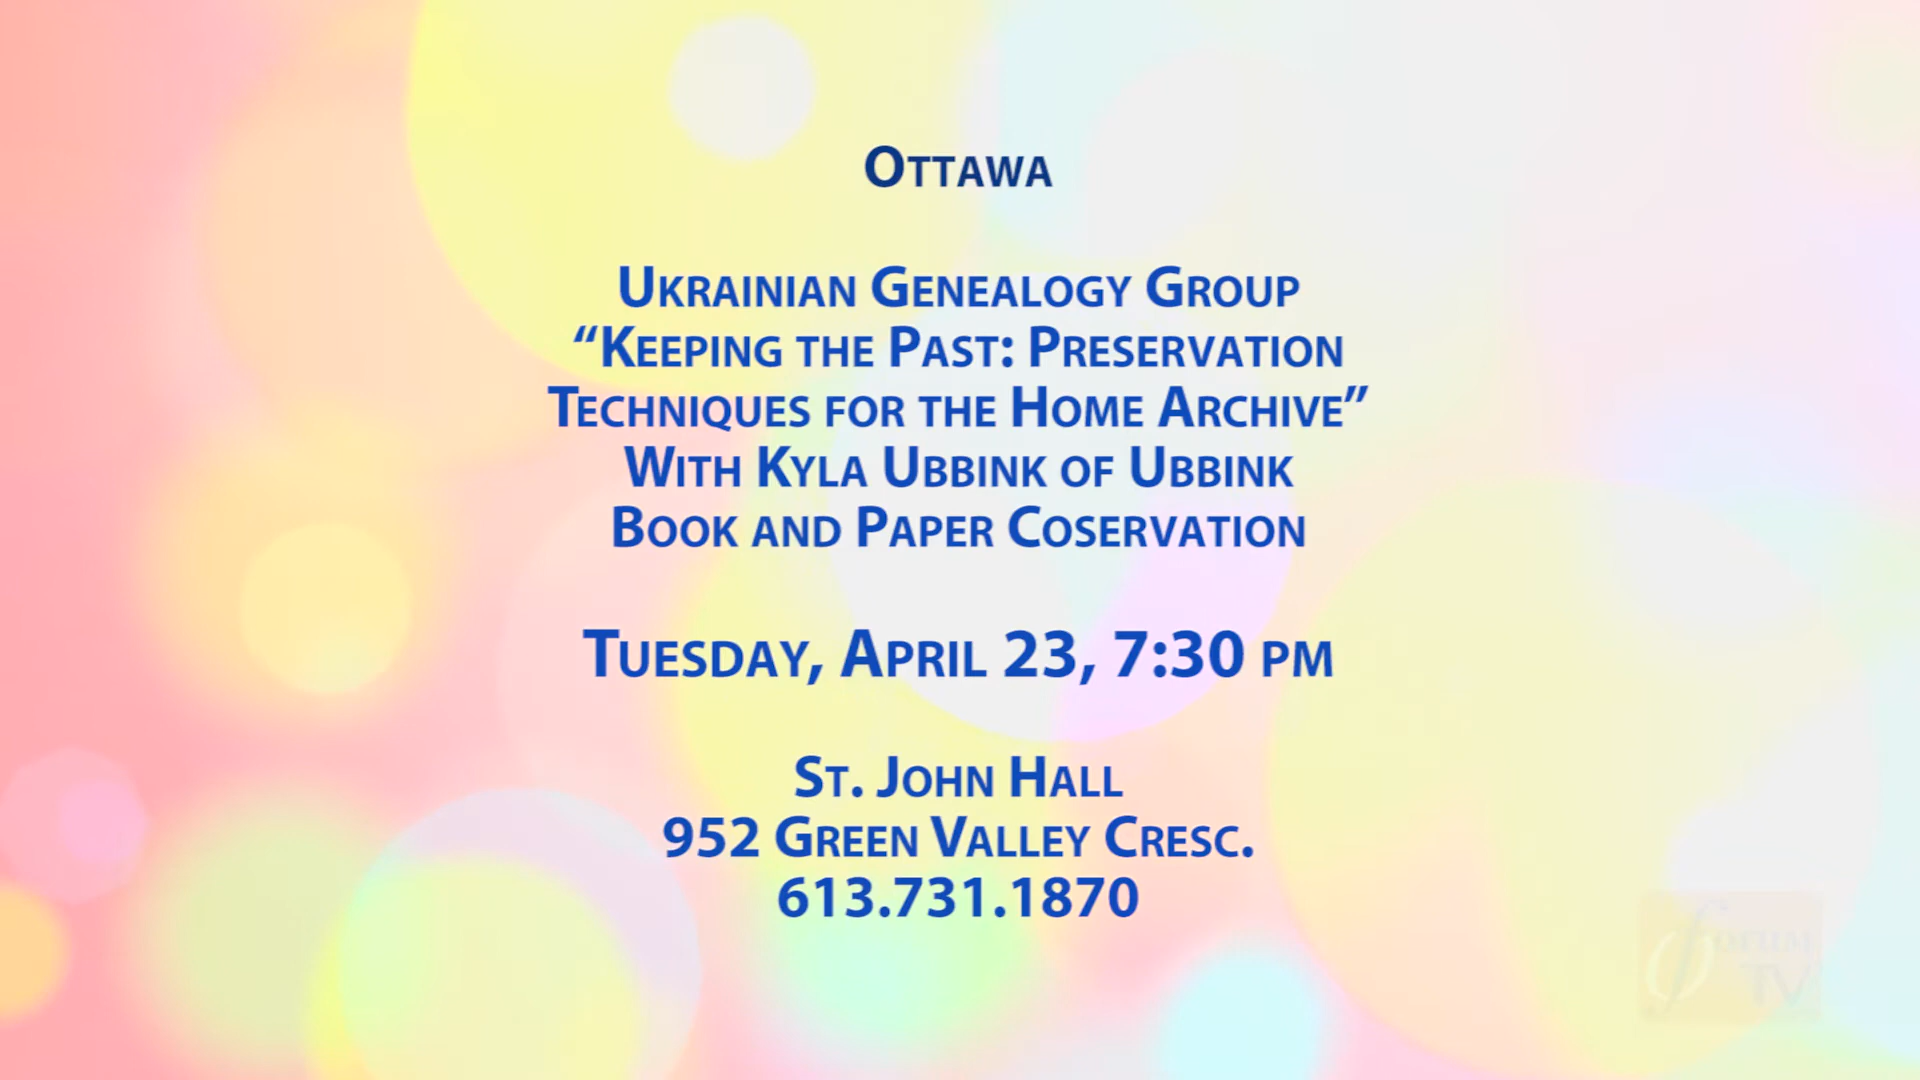 Ottawa
Ukrainian Genealogy Group
“Keeping the Past: Preservation
Techniques for the Home Archive”
With Kyla Ubbink of Ubbink
Book and Paper Coservation
Tuesday, April 23, 7:30 pm
St. John Hall
952 Green Valley Cresc.
613.731.1870
TV